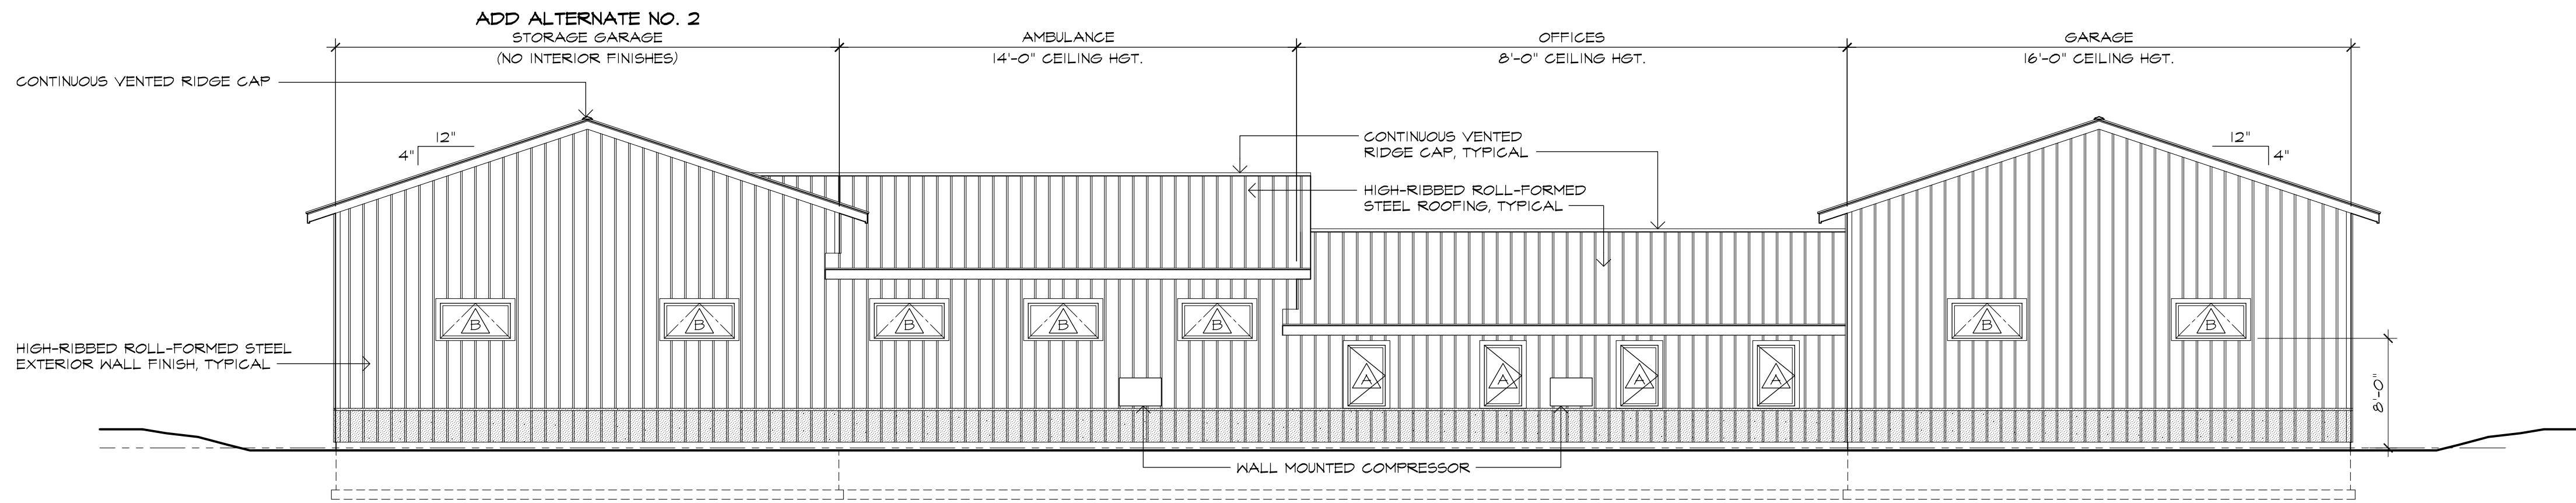 ADD ALTERNATE NO. 2
STORAGE GARAGE
(NO INTERIOR FINISHES)
AMBULANCE
14'-0" CEILING HGT.
OFFICES
8'-0" CEILING HGT.
GARAGE
16'-0" CEILING HGT.
CONTINUOUS VENTED RIDGE CAP
12"
4"
CONTINUOUS VENTED
RIDGE CAP, TYPICAL
HIGH-RIBBED ROLL-FORMED
STEEL ROOFING, TYPICAL
12"
4"
B
B
B
B
B
B
B
HIGH-RIBBED ROLL-FORMED STEEL
EXTERIOR WALL FINISH, TYPICAL
A
A
A
A
8'-0"
WALL MOUNTED COMPRESSOR